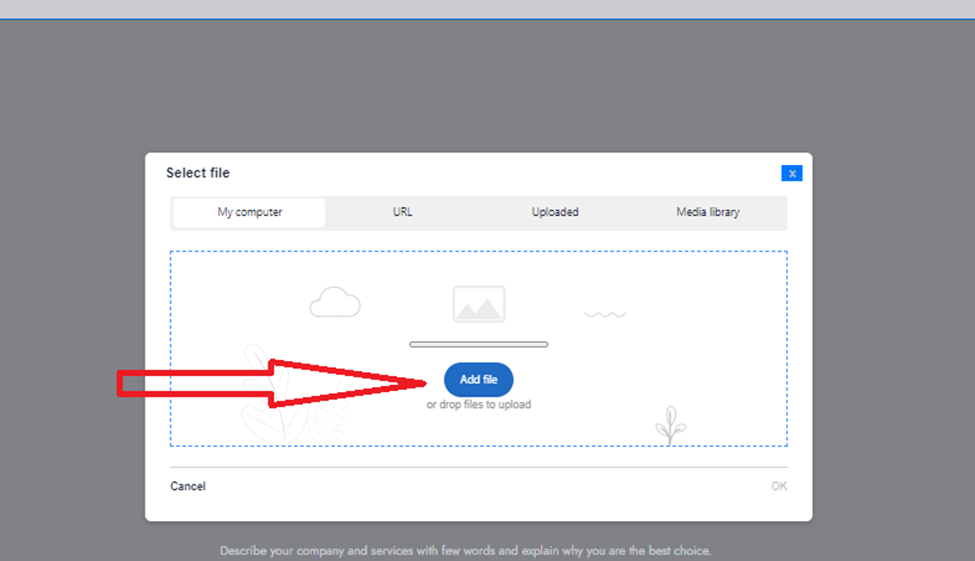 Select file
x
My computer
URL
Uploaded
Media library
Add file
or drop files to upload
Cancel
OK
Describe your company and services with few words and explain why you are the best choice.